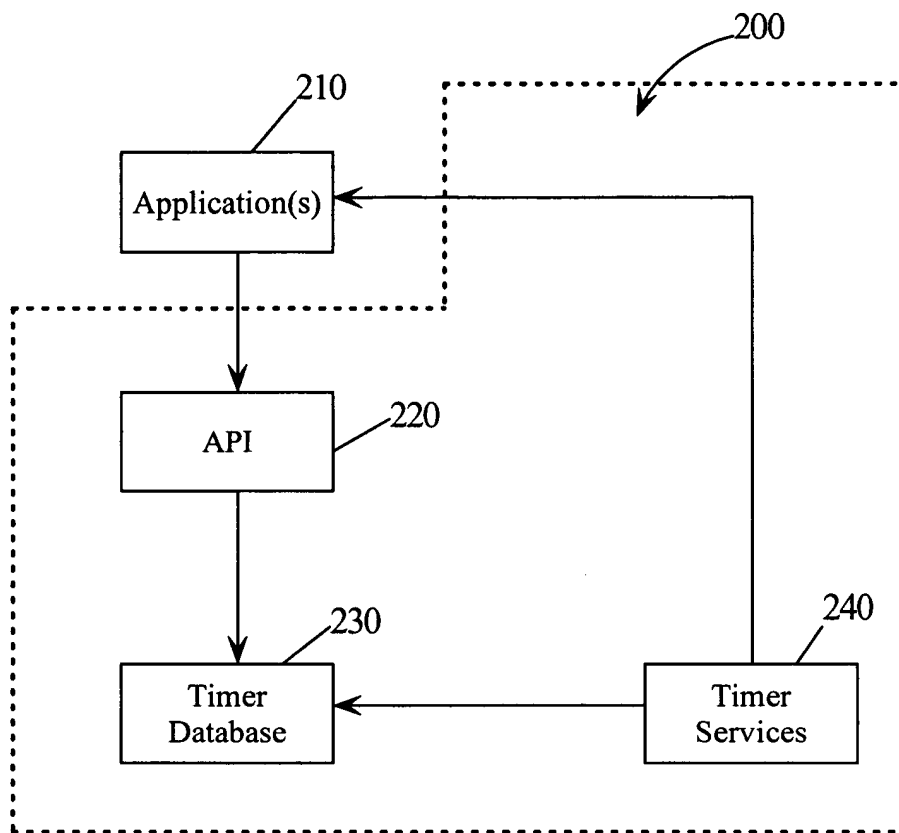 200
210
Application(s)
API
220
230
Timer
Database
240
Timer
Services